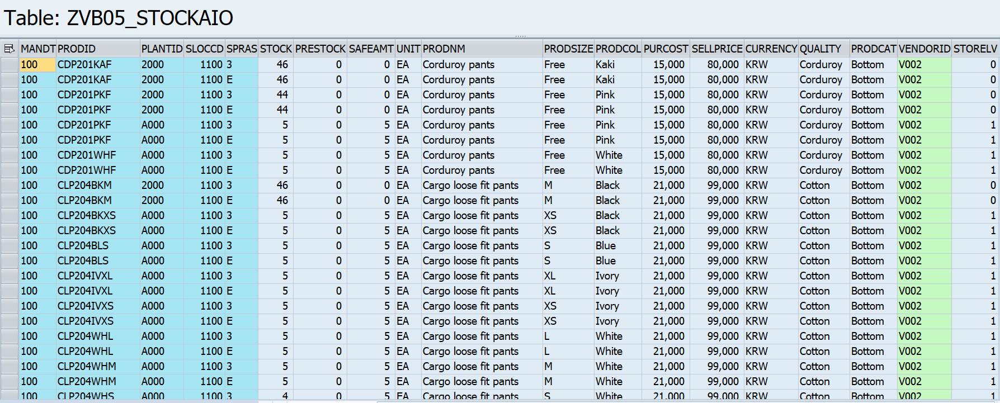 Table: ZVB05_STOCKAIO
MANDT PRODID PLANTID SLOCCD SPRAS STOCK PRESTOCK SAFEAMT UNIT PRODNM PRODSIZE PRODCOL PURCOST SELLPRICE CURRENCY QUALITY PRODCAT VENDORID STORELV
100 CDP201KAF 2000 1100 3 46 0 0 EA Corduroy pants Free Kaki 15,000 80,000 KRW Corduroy Bottom V002 0
100 CDP201KAF 2000 1100 E 46 0 0 EA Corduroy pants Free Kaki 15,000 80,000 KRW Corduroy Bottom V002 0
100 CDP201PKF 2000 1100 3 44 0 0 EA Corduroy pants Free Pink 15,000 80,000 KRW Corduroy Bottom V002 0
100 CDP201PKF 2000 1100 E 44 0 0 EA Corduroy pants Free Pink 15,000 80,000 KRW Corduroy Bottom V002 0
100 CDP201PKF A000 1100 3 5 0 5 EA Corduroy pants Free Pink 15,000 80,000 KRW Corduroy Bottom V002 1
100 CDP201PKF A000 1100 E 5 0 5 EA Corduroy pants Free Pink 15,000 80,000 KRW Corduroy Bottom V002 1
100 CDP201WHF A000 1100 3 5 0 5 EA Corduroy pants Free White 15,000 80,000 KRW Corduroy Bottom V002 1
100 CDP201WHF A000 1100 E 5 0 5 EA Corduroy pants Free White 15,000 80,000 KRW Corduroy Bottom V002 1
100 CLP204BKM 2000 1100 3 46 0 0 EA Cargo loose fit pants M Black 21,000 99,000 KRW Cotton Bottom V002 0
100 CLP204BKM 2000 1100 E 46 0 0 EA Cargo loose fit pants M Black 21,000 99,000 KRW Cotton Bottom V002 0
100 CLP204BKXS A000 1100 3 5 0 5 EA Cargo loose fit pants XS Black 21,000 99,000 KRW Cotton Bottom V002 1
100 CLP204BKXS A000 1100 E 5 0 5 EA Cargo loose fit pants XS Black 21,000 99,000 KRW Cotton Bottom V002 1
100 CLP204BLS A000 1100 3 5 0 5 EA Cargo loose fit pants S Blue 21,000 99,000 KRW Cotton Bottom V002 1
100 CLP204BLS A000 1100 E 5 0 5 EA Cargo loose fit pants S Blue 21,000 99,000 KRW Cotton Bottom V002 1
100 CLP204IVXL A000 1100 3 5 0 5 EA Cargo loose fit pants XL Ivory 21,000 99,000 KRW Cotton Bottom V002 1
100 CLP204IVXL A000 1100 E 5 0 5 EA Cargo loose fit pants XL Ivory 21,000 99,000 KRW Cotton Bottom V002 1
100 CLP204IVXS A000 1100 3 5 0 5 EA Cargo loose fit pants XS Ivory 21,000 99,000 KRW Cotton Bottom V002 1
100 CLP204IVXS A000 1100 E 5 0 5 EA Cargo loose fit pants XS Ivory 21,000 99,000 KRW Cotton Bottom V002 1
100 CLP204WHL A000 1100 3 5 0 5 EA Cargo loose fit pants L White 21,000 99,000 KRW Cotton Bottom V002 1
100 CLP204WHL A000 1100 E 5 0 5 EA Cargo loose fit pants L White 21,000 99,000 KRW Cotton Bottom V002 1
100 CLP204WHM A000 1100 3 5 0 5 EA Cargo loose fit pants M White 21,000 99,000 KRW Cotton Bottom V002 1
100 CLP204WHM A000 1100 E 5 0 5 EA Cargo loose fit pants M White 21,000 99,000 KRW Cotton Bottom V002 1
100 CLP204WHS A000 1100 3 4 0 5 EA Cargo loose fit pants S White 21,000 99,000 KRW Cotton Bottom V002 1